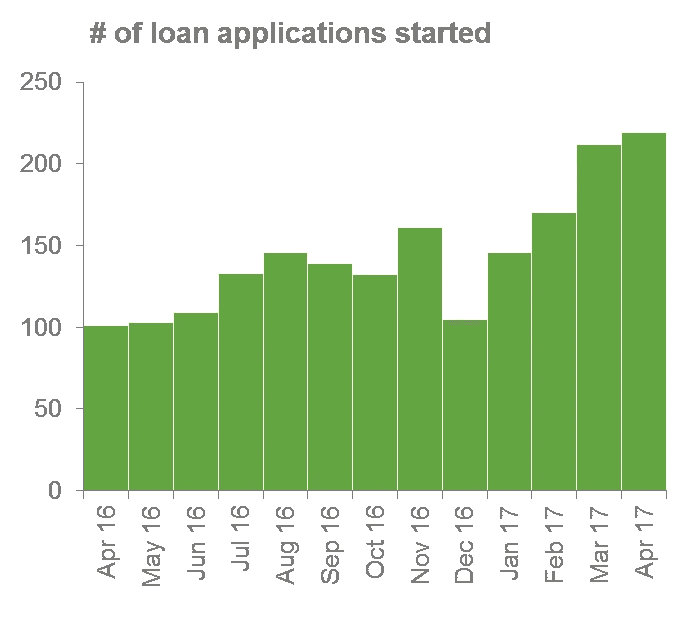 # of loan applications started
250
200
150
100
50
0
Apr 16
May 16
Jun 16
Jul 16
Aug 16
Sep 16
Oct 16
Nov 16
Dec 16
Jan 17
Feb 17
Mar 17
Apr 17